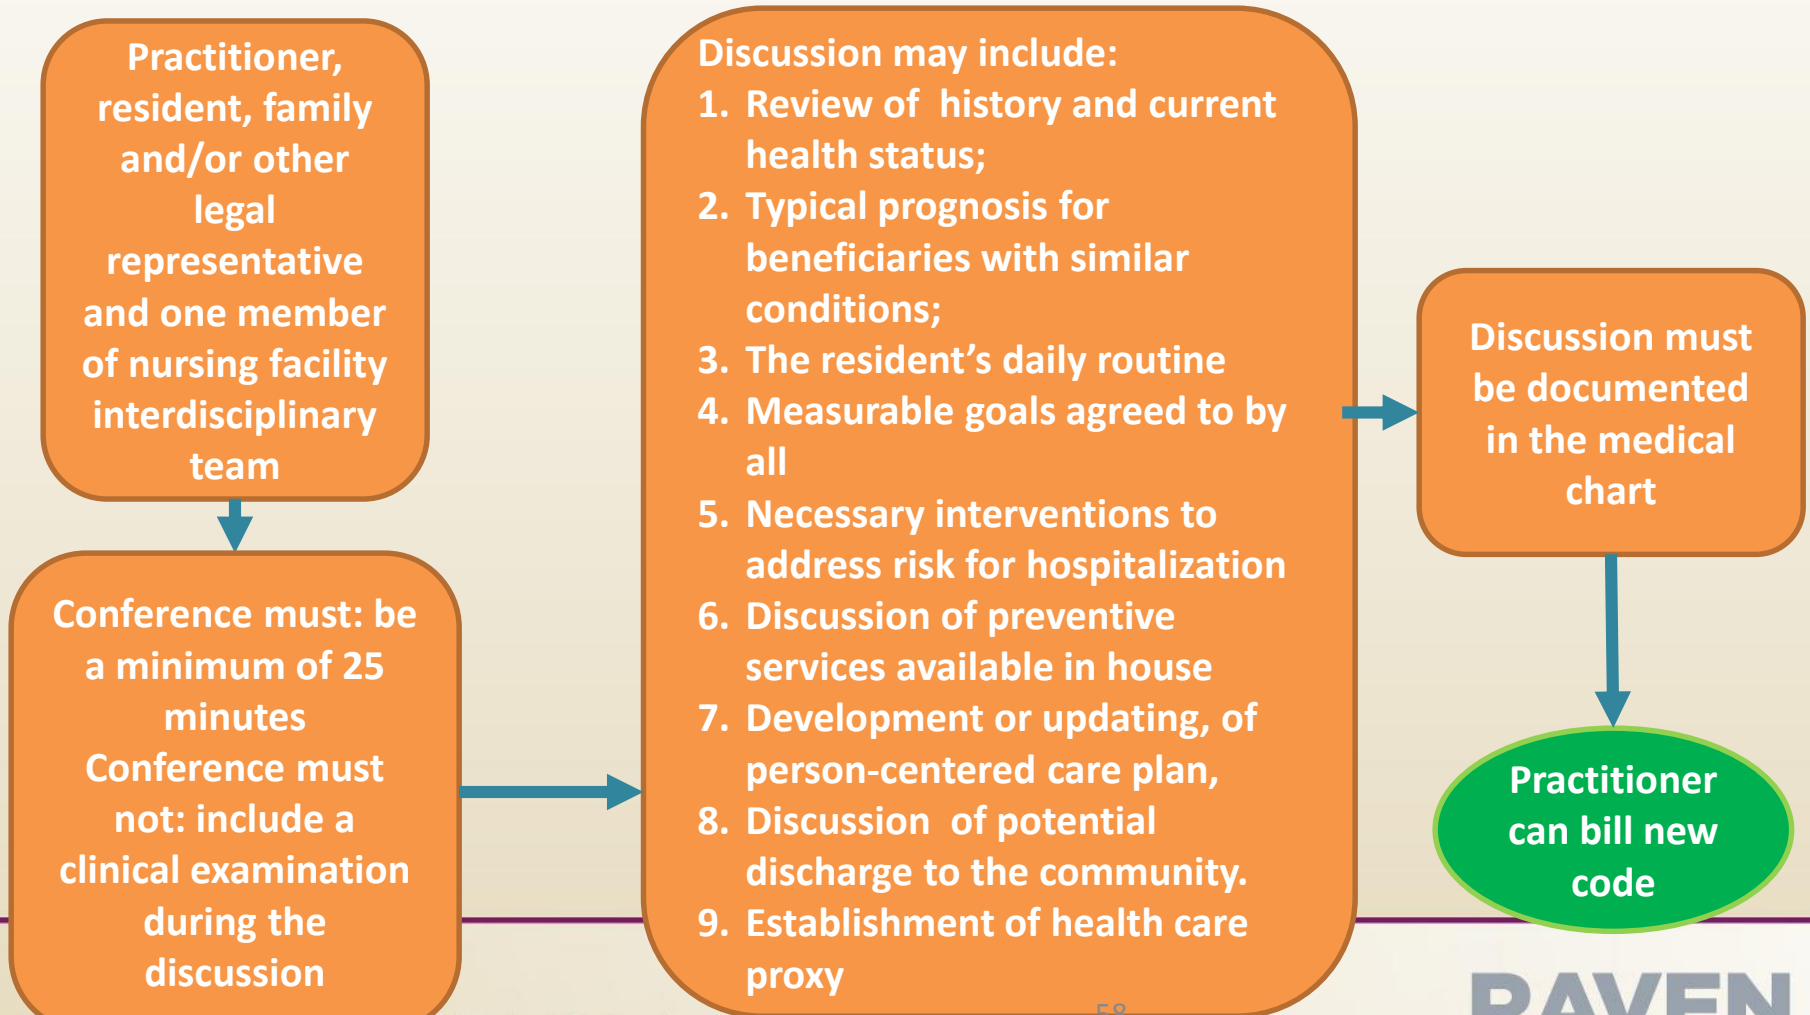 Practitioner,
resident, family
and/or other
legal
representative
and one member
of nursing facility
interdisciplinary
team
Conference must: be
a minimum of 25
minutes
Conference must
not: include a
clinical examination
during the
discussion
Discussion may include:
1. Review of  history and current
health status;
2. Typical prognosis for
beneficiaries with similar
conditions;
3. The resident’s daily routine
4. Measurable goals agreed to by
all
5. Necessary interventions to
address risk for hospitalization
6. Discussion of preventive
services available in house
7. Development or updating, of
person-centered care plan,
8. Discussion  of potential
discharge to the community.
9. Establishment of health care
proxy
Discussion must
be documented
in the medical
chart
Practitioner
can bill new
code
58
RAVEN